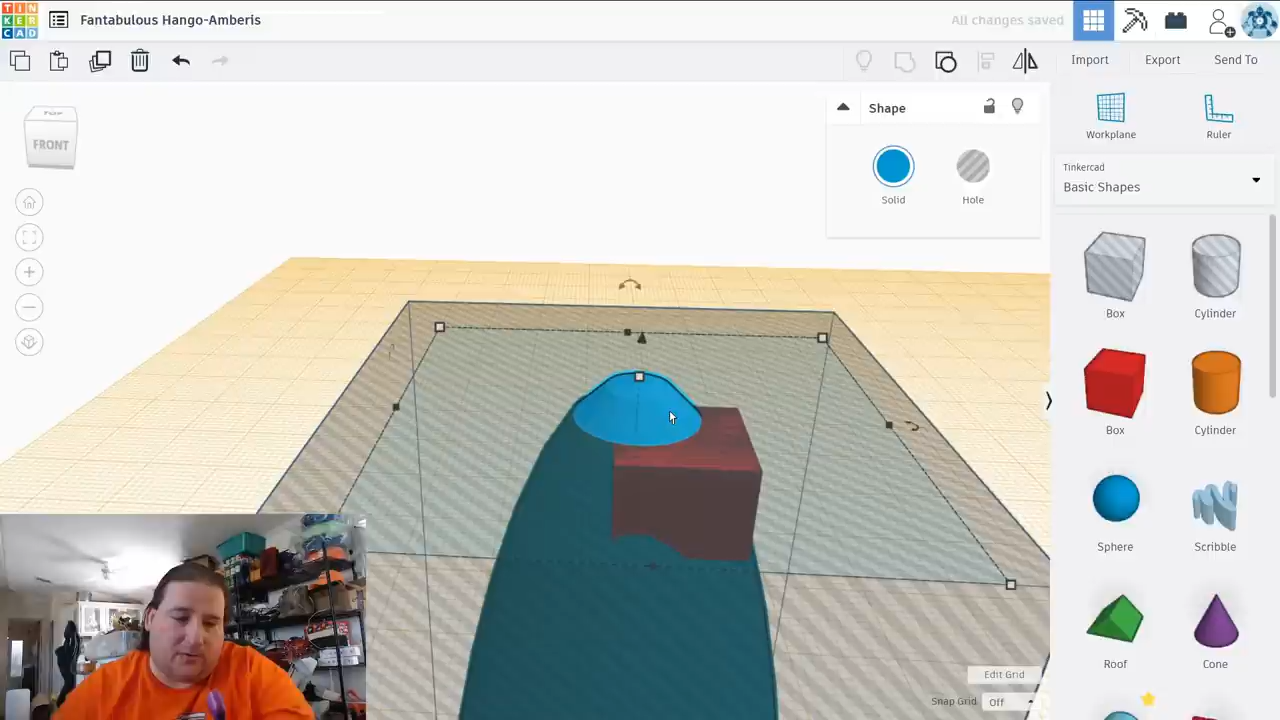 TIN
KER
CAD
Fantabulous Hango-Amberis
All changes saved
Import
Export
Send To
TOP
FRONT
Shape
Solid
Hole
Workplane
Ruler
Tinkercad
Basic Shapes
Box
Cylinder
Box
Cylinder
Sphere
Scribble
Roof
Cone
Edit Grid
Snap Grid
Off